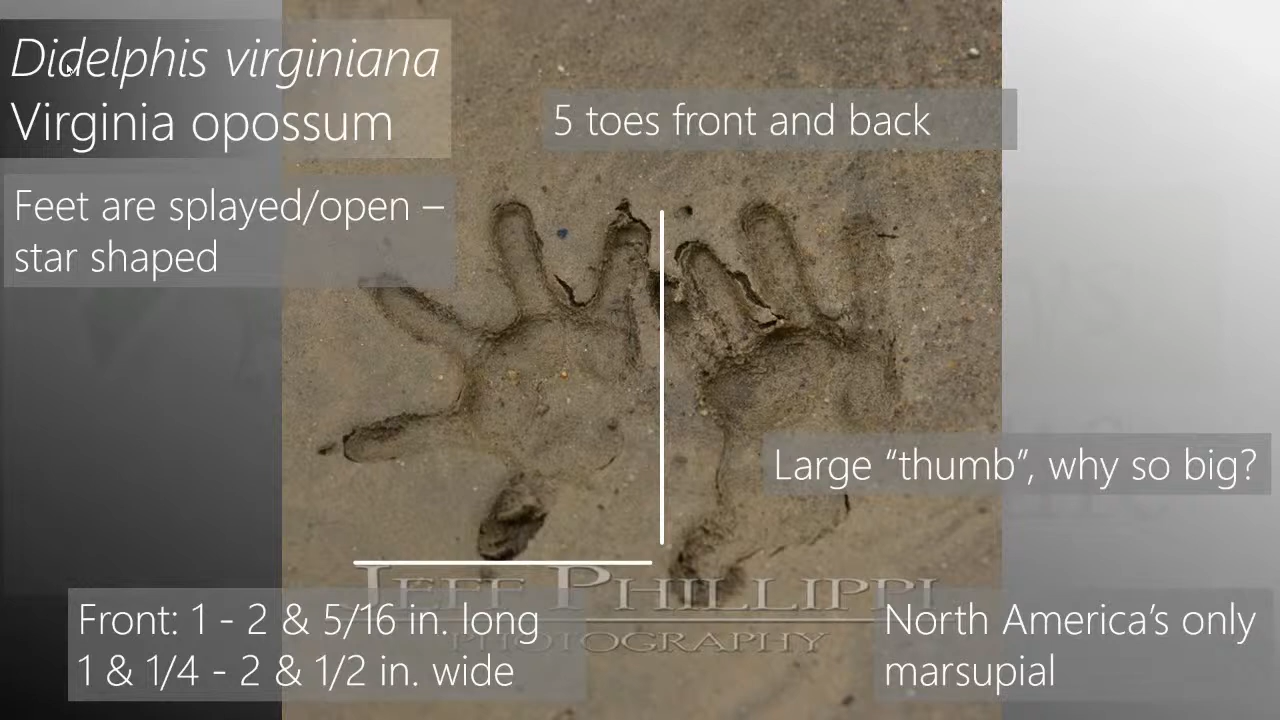 Didelphis virginiana
Virginia opossum
5 toes front and back
Feet are splayed/open –
star shaped
Large “thumb”, why so big?
JEFF PHILLIPPI
PHOTOGRAPHY
Front: 1 - 2 & 5/16 in. long
1 & 1/4 - 2 & 1/2 in. wide
North America’s only
marsupial